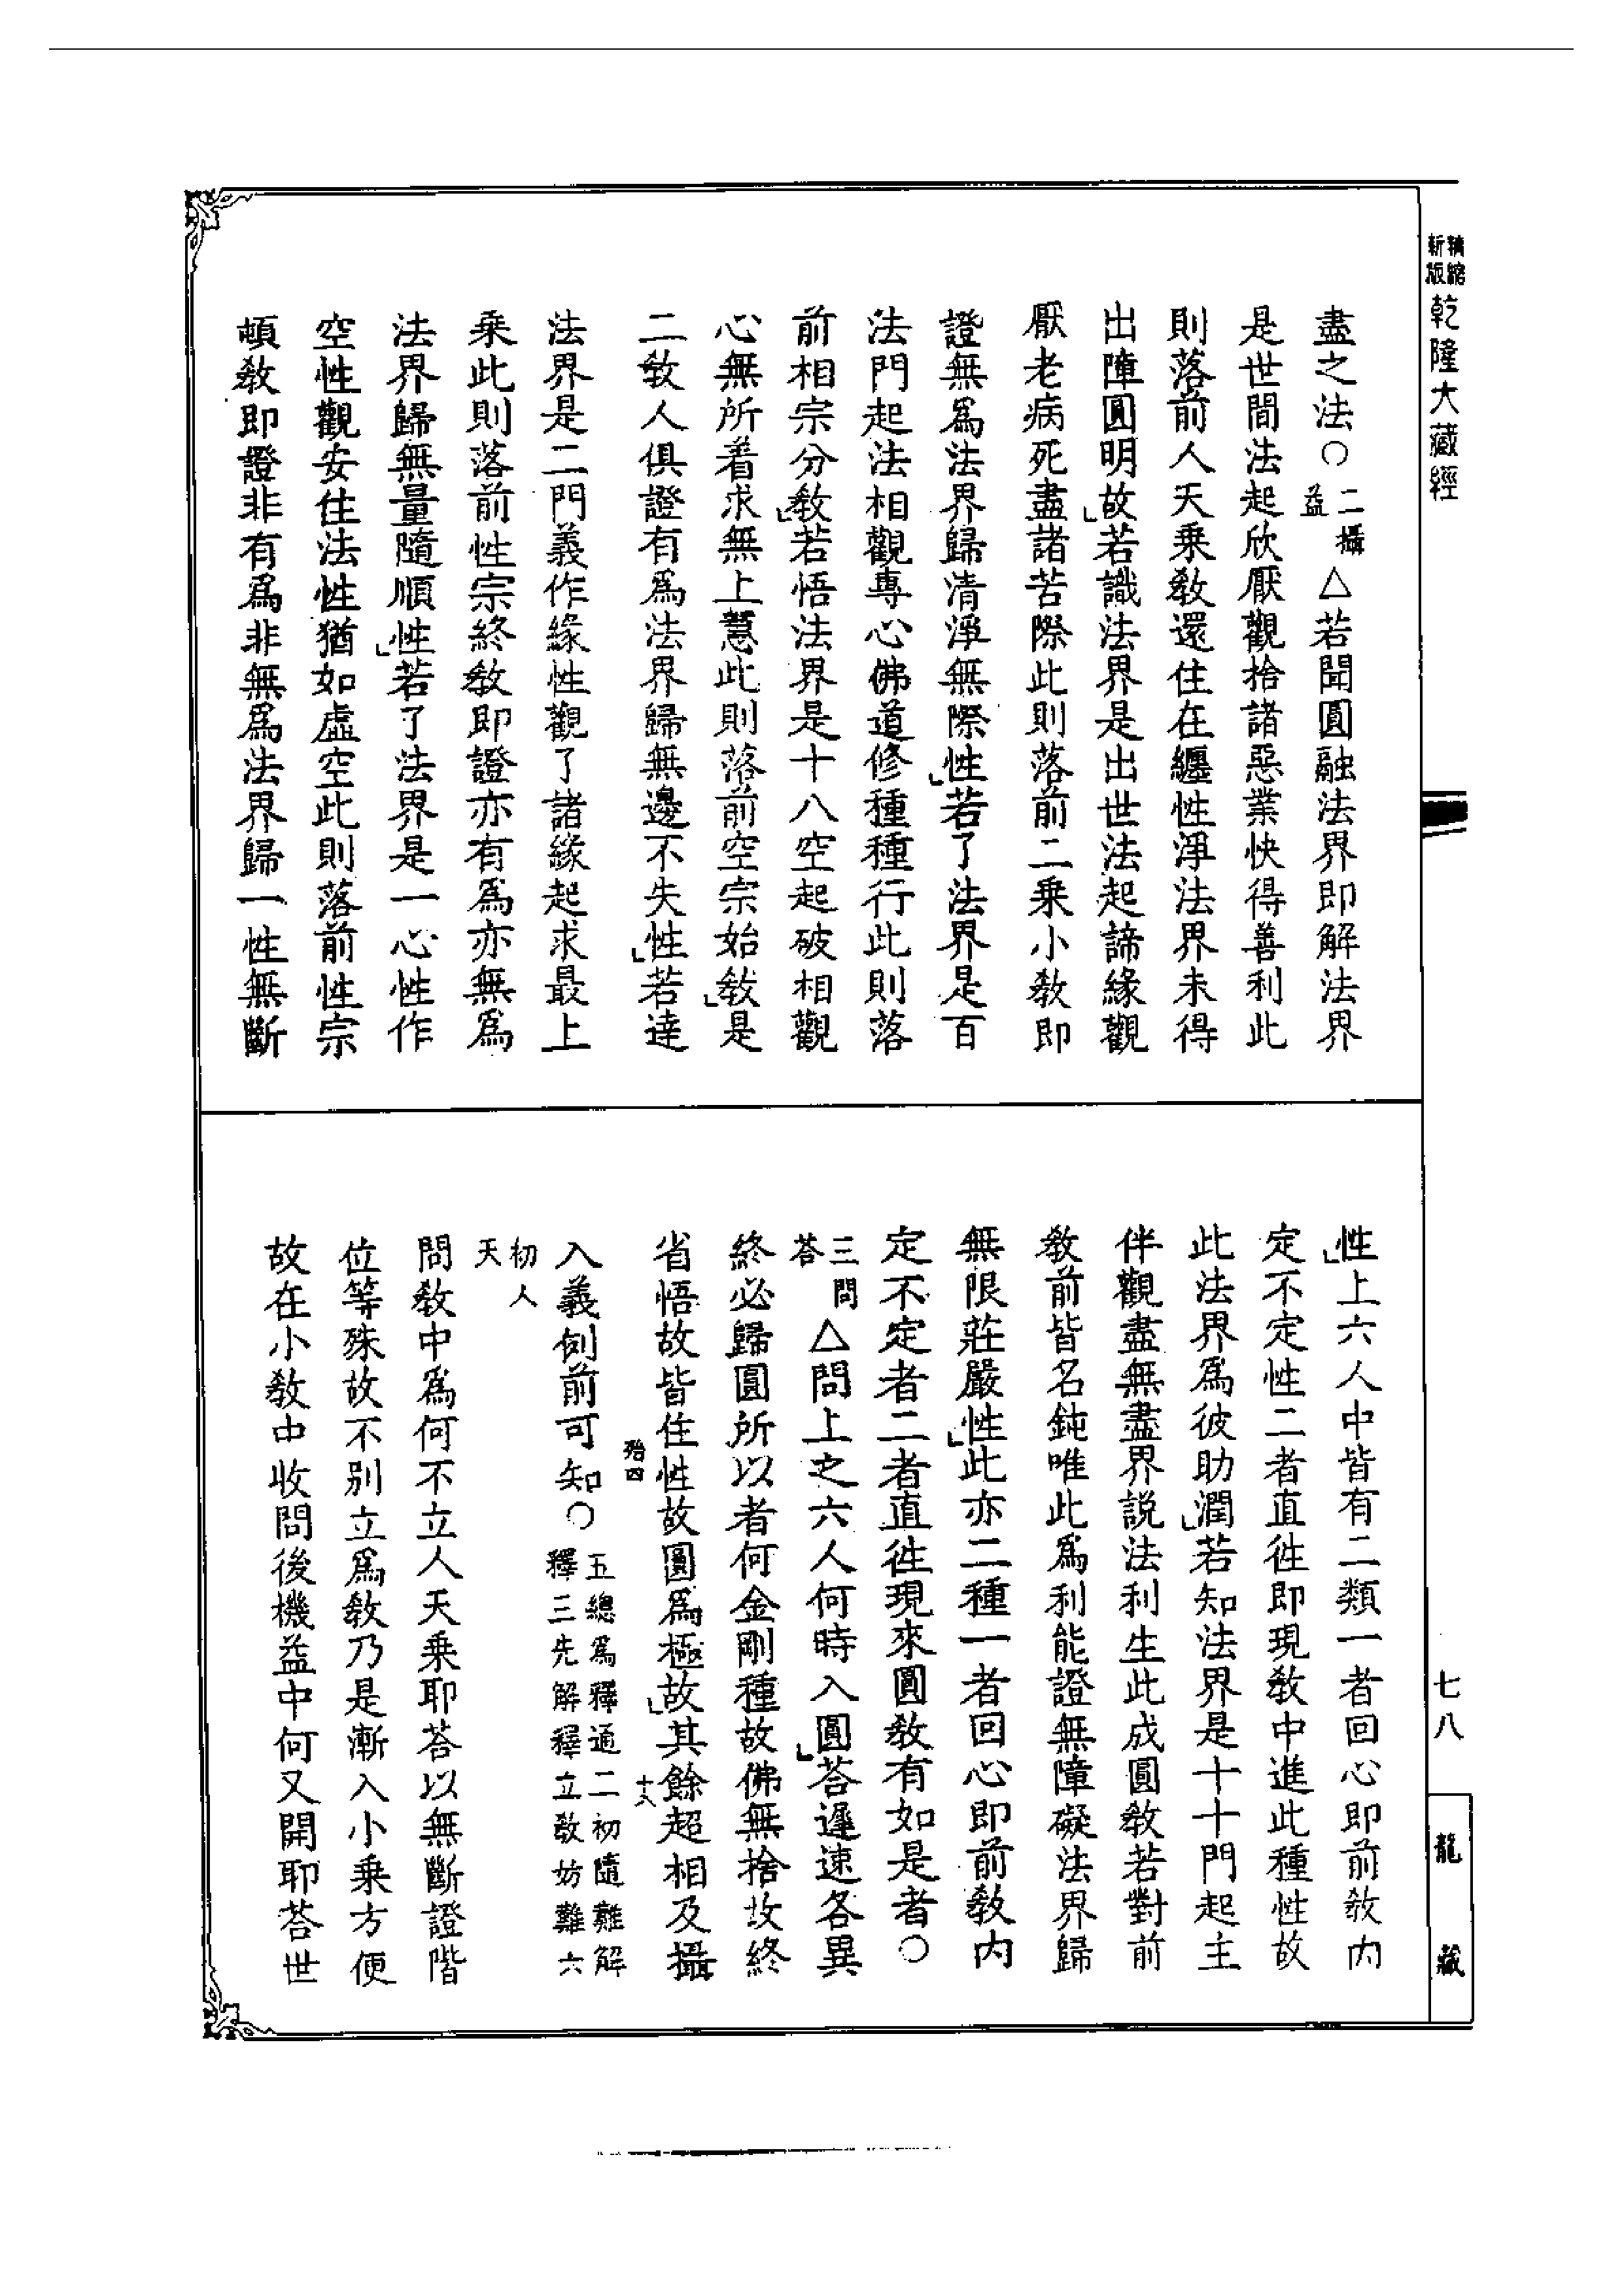 精縮新版 乾隆大藏經
盡之法○二攝益△若聞圓融法界即解法界
是世間法起欣厭觀捨諸惡業快得善利此
則落前人天乘教還住在纏性淨法界未得
出障圓明故若識法界是出世法起諦緣觀
厭老病死盡諸苦際此則落前二乘小教即
證無爲法界歸清淨無際性若了法界是百
法門起法相觀專心佛道修種種行此則落
前相宗分教若悟法界是十八空起破相觀
心無所着求無上慧此則落前空宗始教是
二教人俱證有爲法界歸無邊不失性若達
法界是二門義作緣性觀了諸緣起求最上
乘此則落前性宗終教即證亦有爲亦無爲
法界歸無量隨順性若了法界是一心性作
空性觀安住法性猶如虛空此則落前性宗
頓教即證非有爲非無爲法界歸一性無斷
性上六人中皆有二類一者回心即前教內
定不定性二者直徃即現教中進此種性故
此法界爲彼助潤若知法界是十十門起主
伴觀盡無盡界説法利生此成圓教若對前
教前皆名鈍唯此爲利能證無障礙法界歸
無限莊嚴性此亦二種一者回心即前教内
定不定者二者直徃現來圓教有如是者○
三問答△問上之六人何時入圓荅遲速各異
終必歸圓所以者何金剛種故佛無捨故終
省悟故皆住性故圓爲極故其餘超相及攝
殆四 十八
入義例前可知○五總爲釋通二初隨難解釋三先解釋立教妨難六
初人天
問教中爲何不立人天乘耶荅以無斷證階
位等殊故不別立爲教乃是漸入小乘方便
故在小教中收問後機益中何又開耶荅世
七八
龍藏